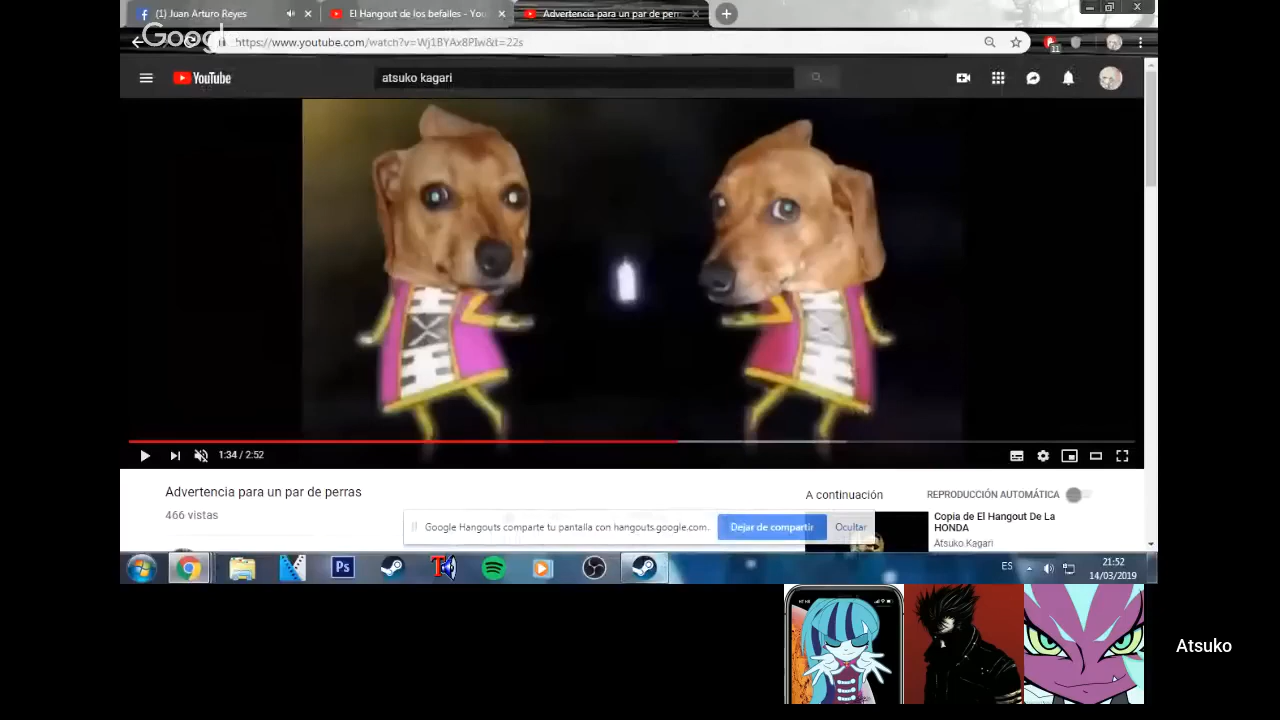 (1) Juan Arturo Reyes
El Hangout de los befailes - You
Advertencia para un par de perr
Googl
https://www.youtube.com/watch?v=Wj1BYAx8PIw&t=22s
11
YouTube
atsuko kagari
1:34 / 2:52
Advertencia para un par de perras
466 vistas
A continuación
REPRODUCCIÓN AUTOMÁTICA
Copia de El Hangout De La
HONDA
Atsuko Kagari
Google Hangouts comparte tu pantalla con hangouts.google.com.
Dejar de compartir
Ocultar
Ps
ES
21:52
14/03/2019
Atsuko